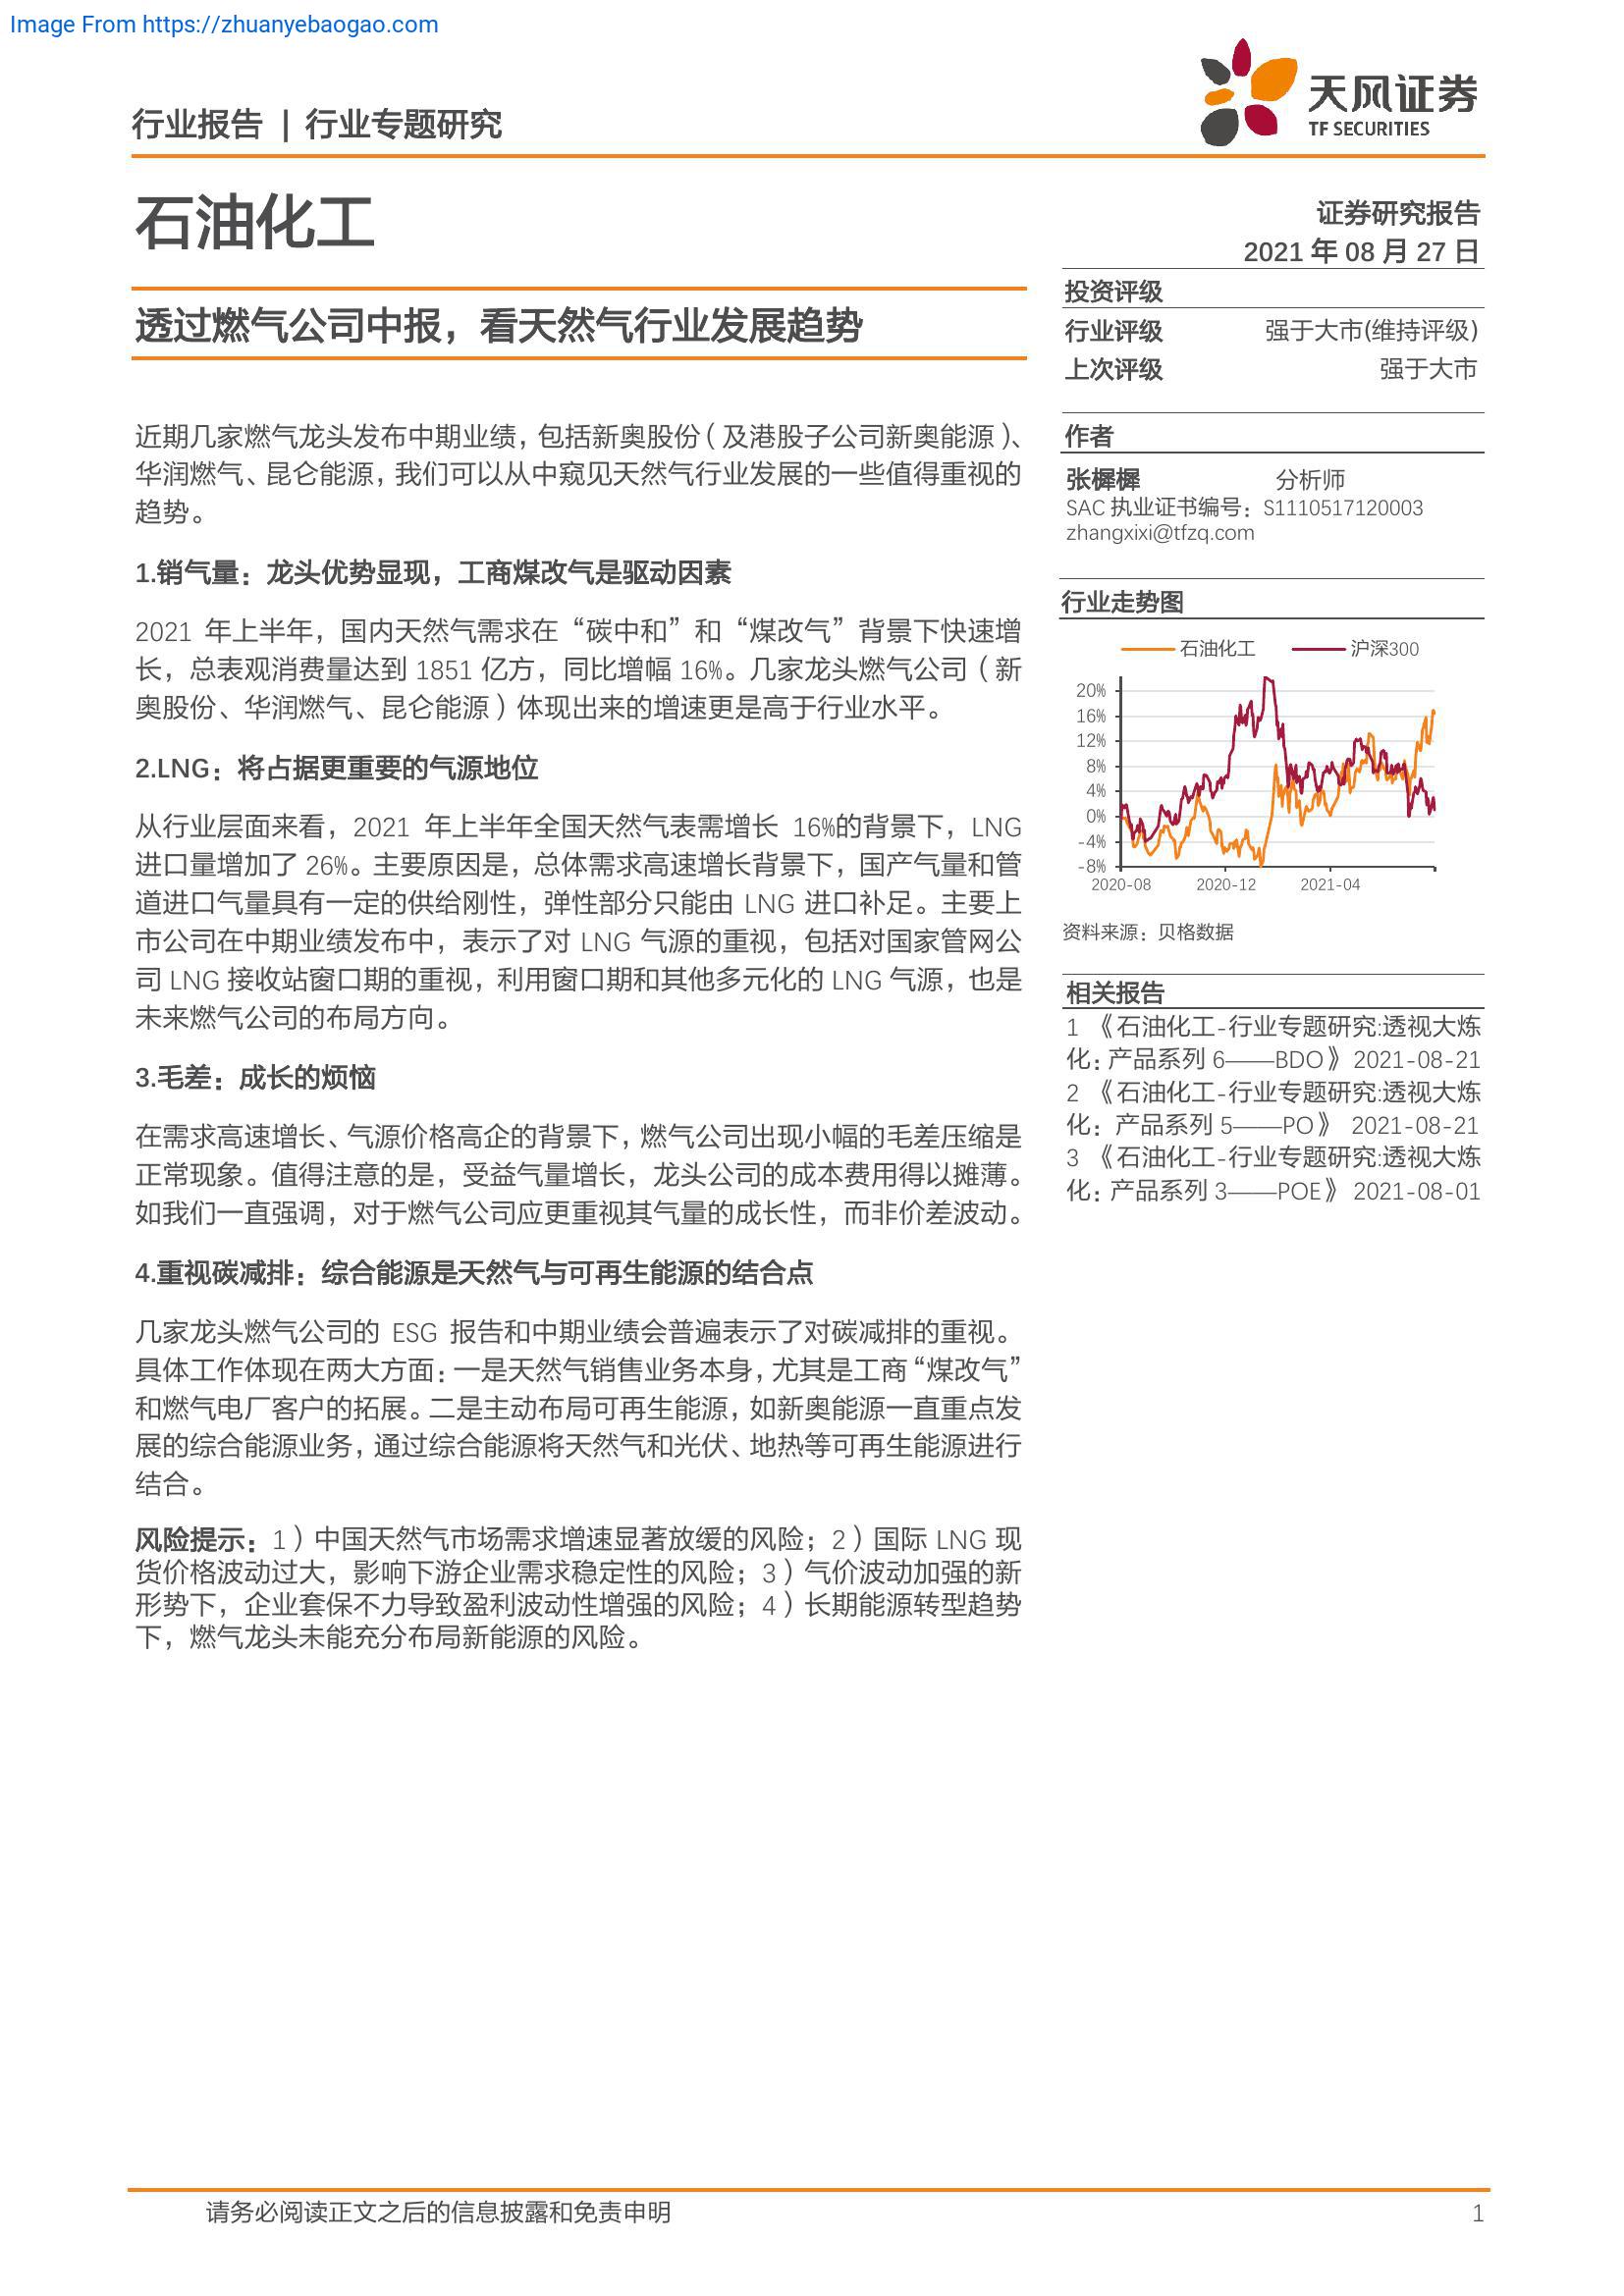 Image From https://zhuanyebaogao.com
行业报告 | 行业专题研究
天风证券
TF SECURITIES
石油化工
证券研究报告
2021 年 08 月 27 日
透过燃气公司中报，看天然气行业发展趋势
投资评级
行业评级 强于大市(维持评级)
上次评级 强于大市
近期几家燃气龙头发布中期业绩，包括新奥股份（及港股子公司新奥能源）、
华润燃气、昆仑能源，我们可以从中窥见天然气行业发展的一些值得重视的
趋势。
1.销气量：龙头优势显现，工商煤改气是驱动因素
2021 年上半年，国内天然气需求在“碳中和”和“煤改气”背景下快速增
长，总表观消费量达到 1851 亿方，同比增幅 16%。几家龙头燃气公司（新
奥股份、华润燃气、昆仑能源）体现出来的增速更是高于行业水平。
2.LNG：将占据更重要的气源地位
从行业层面来看，2021 年上半年全国天然气表需增长 16%的背景下，LNG
进口量增加了 26%。主要原因是，总体需求高速增长背景下，国产气量和管
道进口气量具有一定的供给刚性，弹性部分只能由 LNG 进口补足。主要上
市公司在中期业绩发布中，表示了对 LNG 气源的重视，包括对国家管网公
司 LNG 接收站窗口期的重视，利用窗口期和其他多元化的 LNG 气源，也是
未来燃气公司的布局方向。
3.毛差：成长的烦恼
在需求高速增长、气源价格高企的背景下，燃气公司出现小幅的毛差压缩是
正常现象。值得注意的是，受益气量增长，龙头公司的成本费用得以摊薄。
如我们一直强调，对于燃气公司应更重视其气量的成长性，而非价差波动。
4.重视碳减排：综合能源是天然气与可再生能源的结合点
几家龙头燃气公司的 ESG 报告和中期业绩会普遍表示了对碳减排的重视。
具体工作体现在两大方面：一是天然气销售业务本身，尤其是工商“煤改气”
和燃气电厂客户的拓展。二是主动布局可再生能源，如新奥能源一直重点发
展的综合能源业务，通过综合能源将天然气和光伏、地热等可再生能源进行
结合。
风险提示：1）中国天然气市场需求增速显著放缓的风险；2）国际 LNG 现
货价格波动过大，影响下游企业需求稳定性的风险；3）气价波动加强的新
形势下，企业套保不力导致盈利波动性增强的风险；4）长期能源转型趋势
下，燃气龙头未能充分布局新能源的风险。
作者
张樨樨 分析师
SAC 执业证书编号：S1110517120003
zhangxixi@tfzq.com
行业走势图
石油化工 沪深300
20%
16%
12%
8%
4%
0%
-4%
-8%
2020-08 2020-12 2021-04
资料来源：贝格数据
相关报告
1 《石油化工-行业专题研究:透视大炼
化：产品系列 6——BDO》 2021-08-21
2 《石油化工-行业专题研究:透视大炼
化：产品系列 5——PO》 2021-08-21
3 《石油化工-行业专题研究:透视大炼
化：产品系列 3——POE》 2021-08-01
请务必阅读正文之后的信息披露和免责申明 1